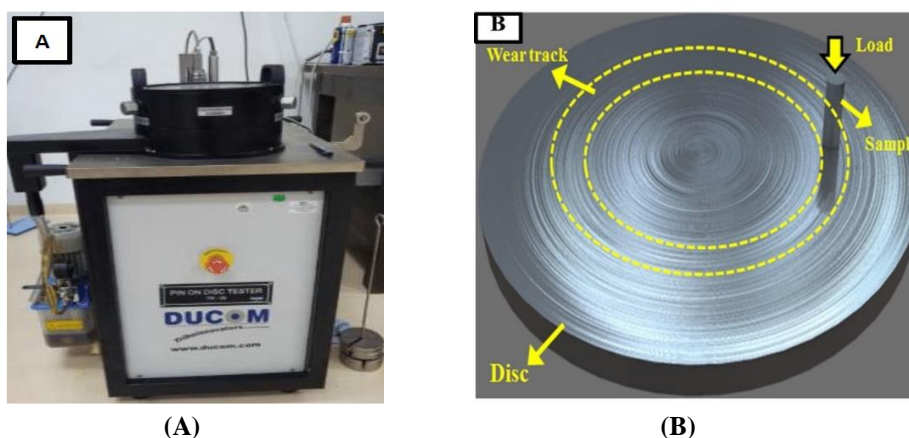 A
PIN ON DISC TESTER
DUCOM
www.ducom.com
B
Wear track
Load
Sampl
Disc
(A)
(B)